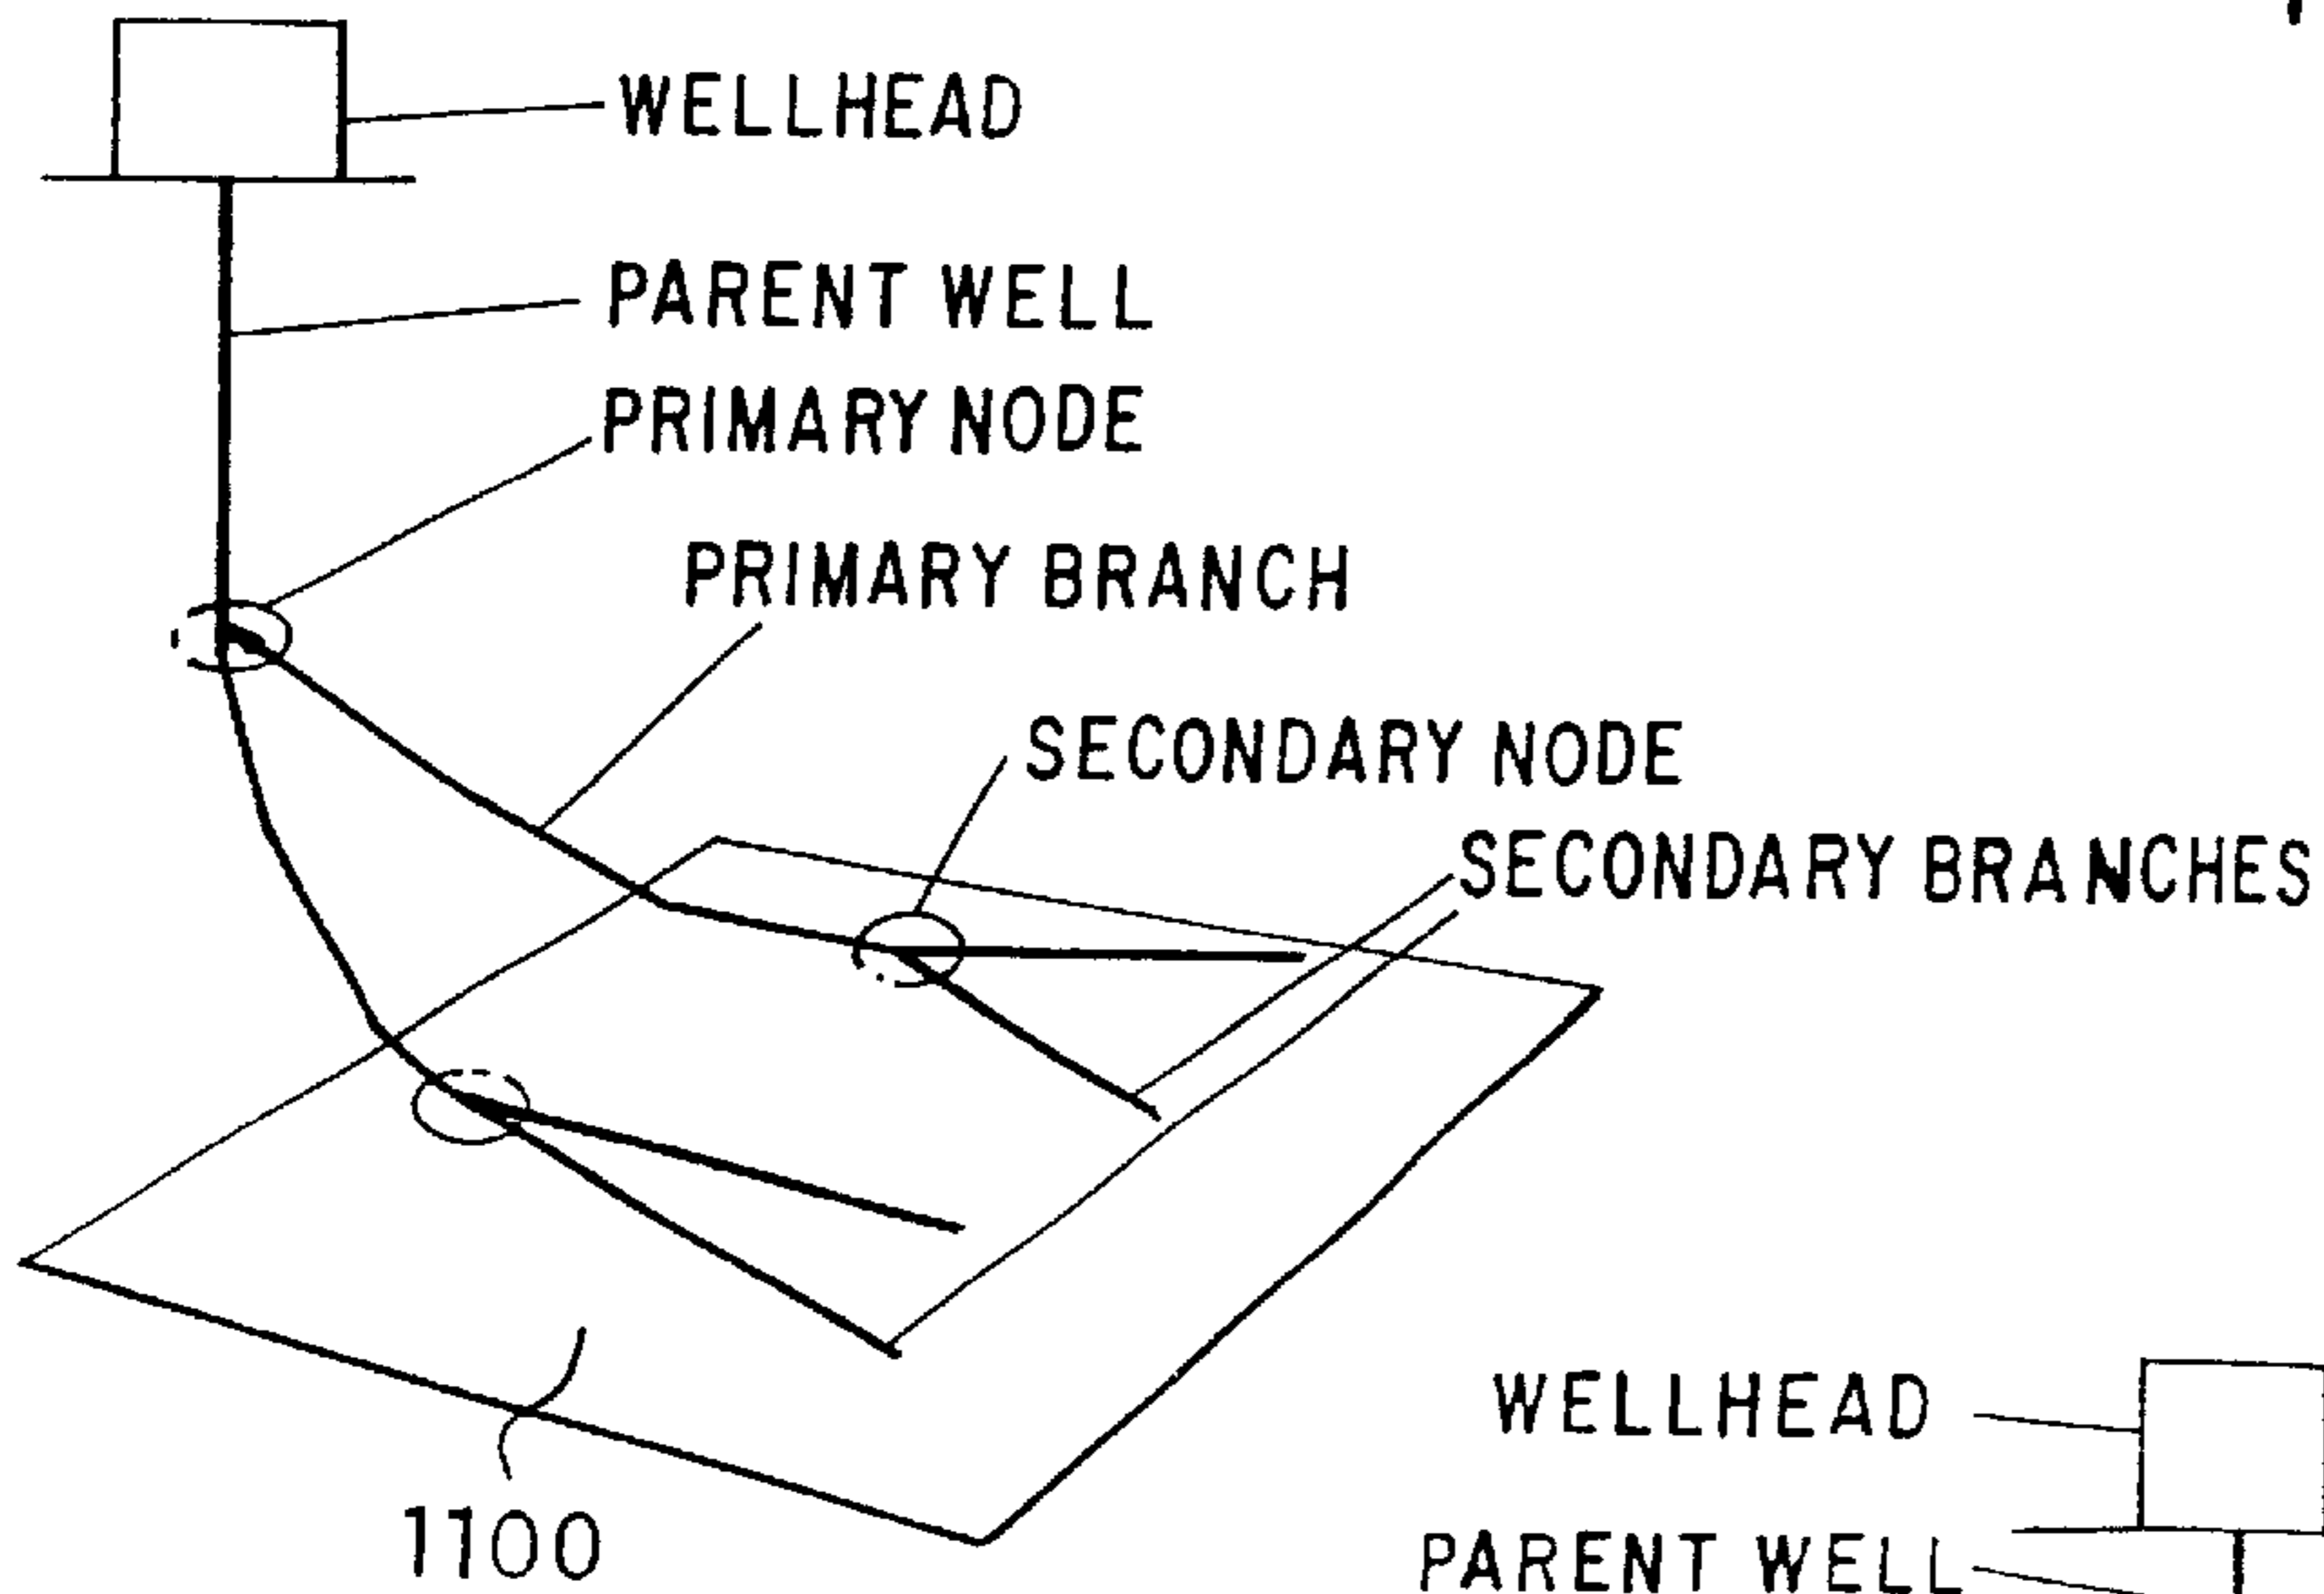 WELLHEAD
PARENT WELL
PRIMARY NODE
PRIMARY BRANCH
SECONDARY NODE
SECONDARY BRANCHES
1100
WELLHEAD
PARENT WELL